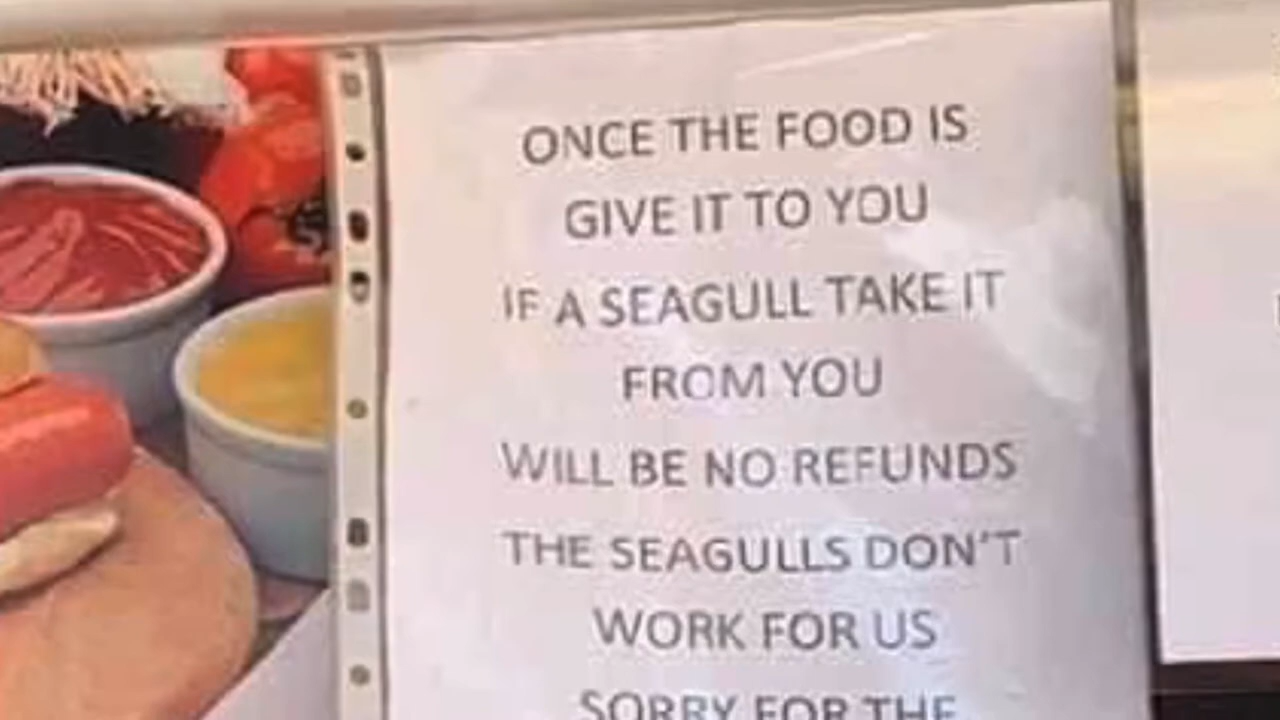 ONCE THE FOOD IS
GIVE IT TO YOU
IF A SEAGULL TAKE IT
FROM YOU
WILL BE NO REFUNDS
THE SEAGULLS DON'T
WORK FOR US
SORRY FOR THE